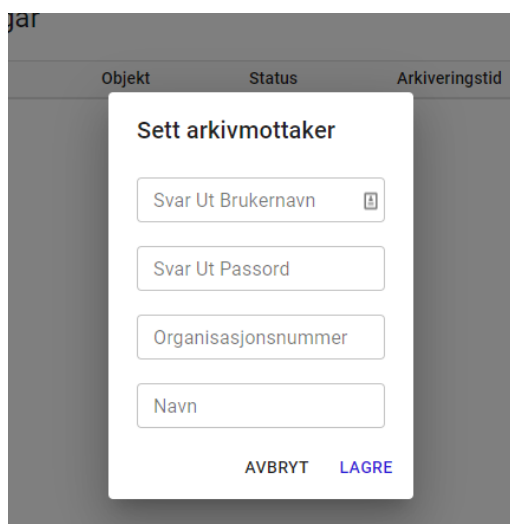 gar
Objekt Status Arkiveringstid
Sett arkivmottaker
Svar Ut Brukernavn
Svar Ut Passord
Organisasjonsnummer
Navn
AVBRYT LAGRE